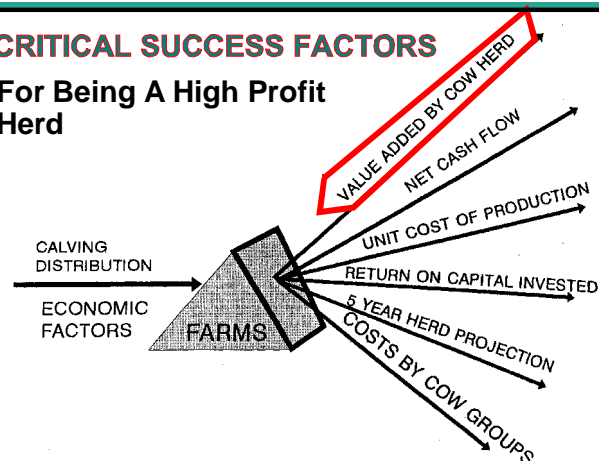 CRITICAL SUCCESS FACTORS
For Being A High Profit
Herd
VALUE ADDED BY COW HERD
NET CASH FLOW
UNIT COST OF PRODUCTION
RETURN ON CAPITAL INVESTED
5 YEAR HERD PROJECTION
COSTS BY COW GROUPS
CALVING
DISTRIBUTION
ECONOMIC
FACTORS
FARMS